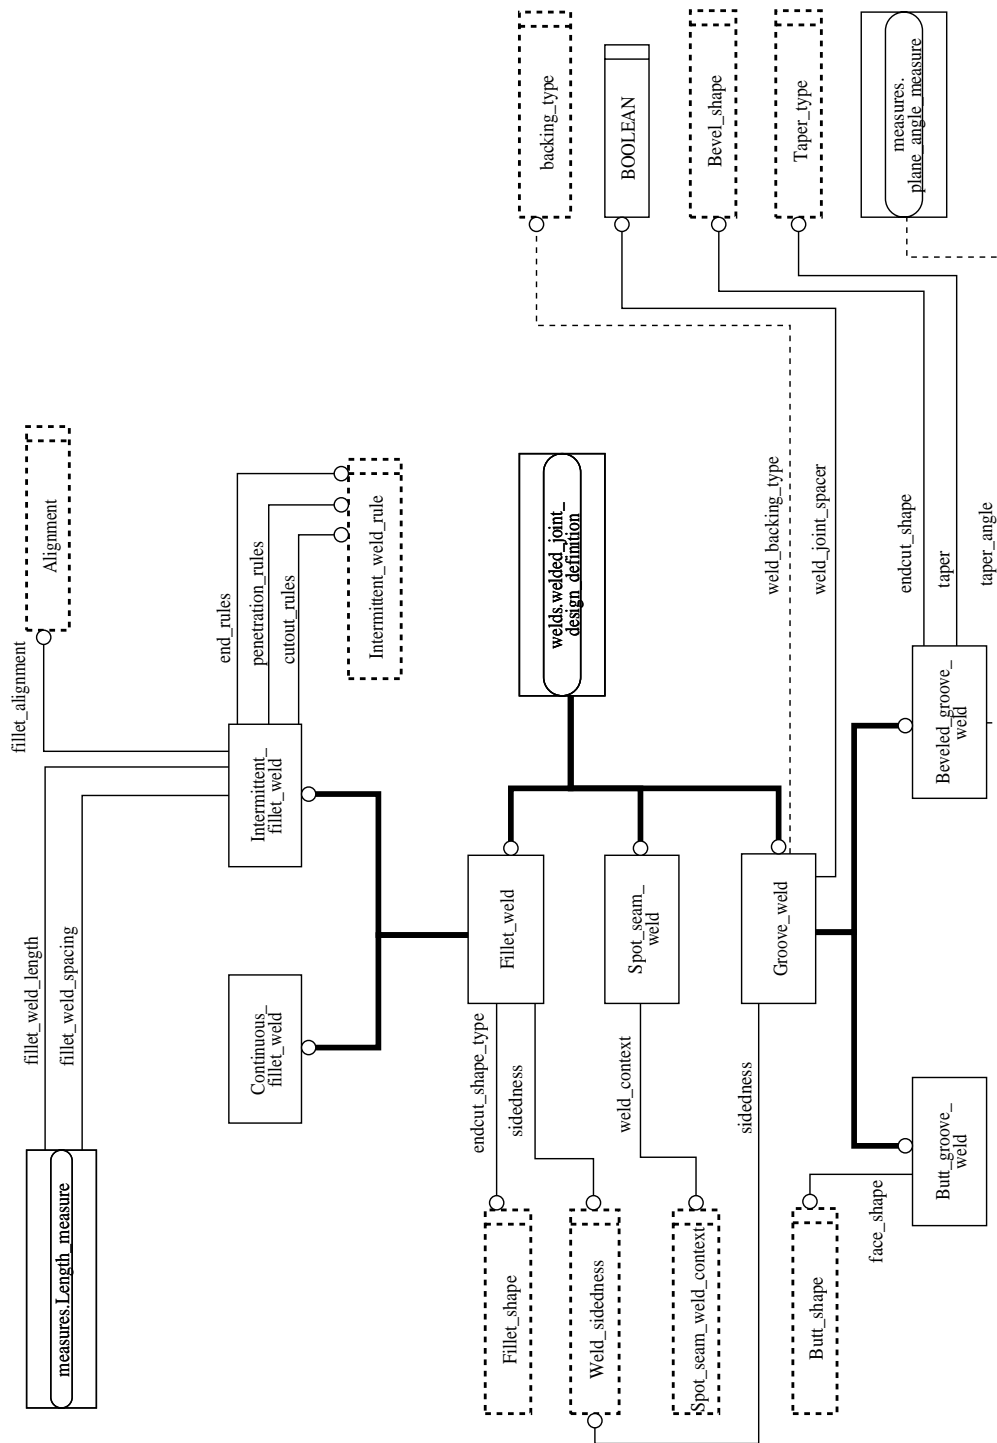 backing_type
BOOLEAN
Bevel_shape
Taper_type
measures.
plane_angle_measure
Alignment
fillet_alignment
end_rules
penetration_rules
cutout_rules
Intermittent_weld_rule
welds.welded_joint_
design_definition
weld_backing_type
weld_joint_spacer
endcut_shape
taper
taper_angle
fillet_weld_length
fillet_weld_spacing
Intermittent_
fillet_weld
Continuous_
fillet_weld
Fillet_weld
Spot_seam_
weld
Groove_weld
Beveled_groove_
weld
Butt_groove_
weld
endcut_shape_type
sidedness
weld_context
sidedness
face_shape
measures.Length_measure
Fillet_shape
Weld_sidedness
Spot_seam_weld_context
Butt_shape